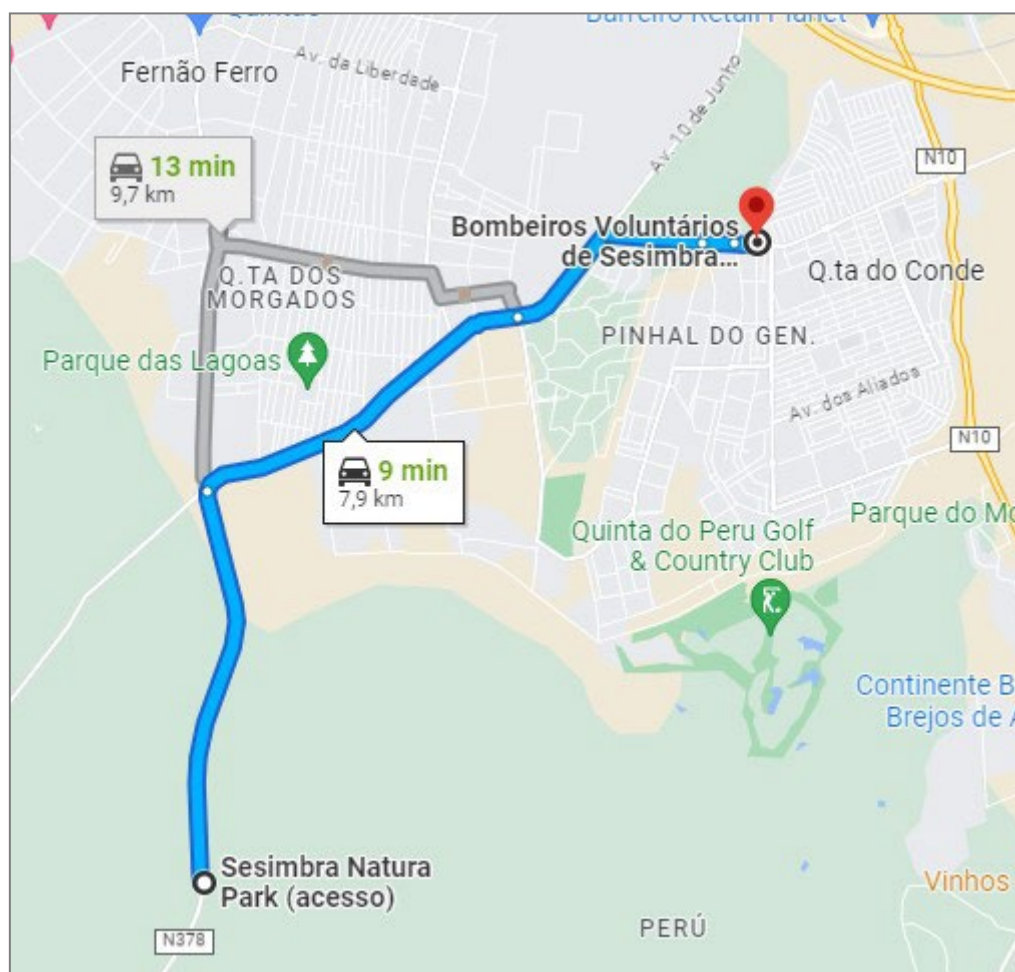 Barreiro Retail Planet
Fernão Ferro
Av. da Liberdade
Av. 10 de Junho
13 min
9,7 km
N10
Bombeiros Voluntários
de Sesimbra...
Q.TA DOS
MORGADOS
Q.ta do Conde
PINHAL DO GEN.
Parque das Lagoas
Av. dos Aliados
N10
9 min
7,9 km
Quinta do Peru Golf
& Country Club
Parque do Mo
Continente B
Brejos de A
Sesimbra Natura
Park (acesso)
Vinhos
PERÚ
N378